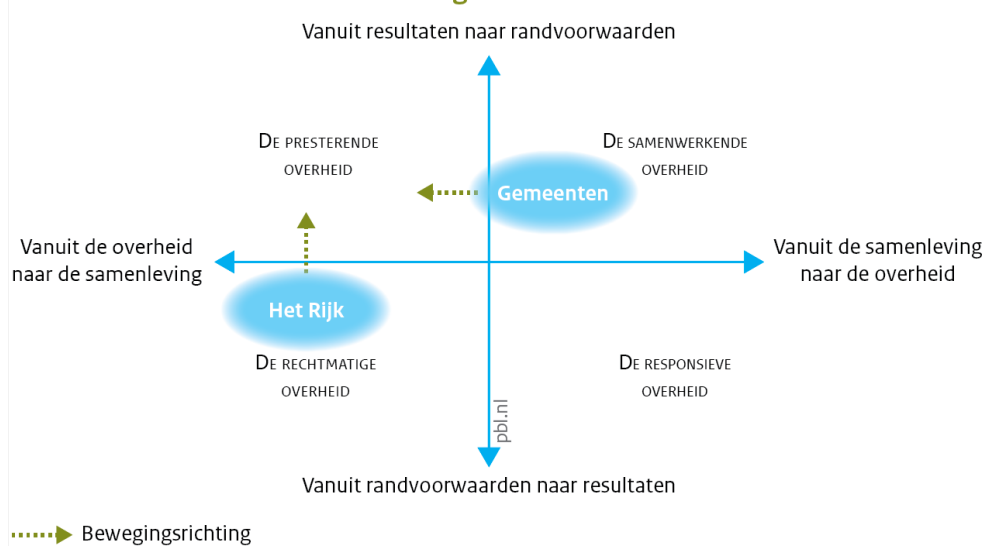 Vanuit resultaten naar randvoorwaarden
De presterende
overheid
De samenwerkende
overheid
Gemeenten
Vanuit de overheid
naar de samenleving
Vanuit de samenleving
naar de overheid
Het Rijk
De rechtmatige
overheid
De responsieve
overheid
pbl.nl
Vanuit randvoorwaarden naar resultaten
Bewegingsrichting